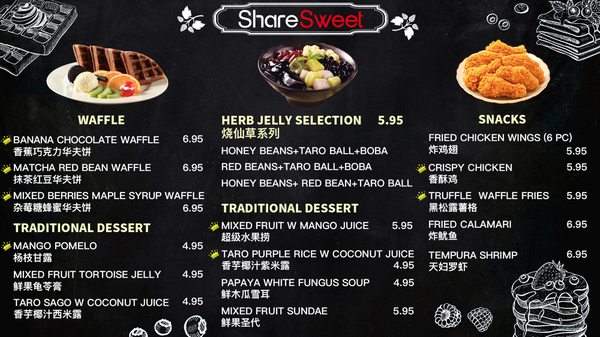 ShareSweet
WAFFLE
BANANA CHOCOLATE WAFFLE 6.95
香蕉巧克力华夫饼
MATCHA RED BEAN WAFFLE 6.95
抹茶红豆华夫饼
MIXED BERRIES MAPLE SYRUP WAFFLE
杂莓糖蜂蜜华夫饼 6.95
TRADITIONAL DESSERT
MANGO POMELO 4.95
杨枝甘露
MIXED FRUIT TORTOISE JELLY 4.95
鲜果龟苓膏
TARO SAGO W COCONUT JUICE 4.95
香芋椰汁西米露
HERB JELLY SELECTION 5.95
烧仙草系列
HONEY BEANS+TARO BALL+BOBA
RED BEANS+TARO BALL+BOBA
HONEY BEANS+ RED BEAN+TARO BALL
TRADITIONAL DESSERT
MIXED FRUIT W MANGO JUICE 5.95
超级水果捞
TARO PURPLE RICE W COCONUT JUICE
香芋椰汁紫米露 4.95
PAPAYA WHITE FUNGUS SOUP 4.95
鲜木瓜雪耳
MIXED FRUIT SUNDAE 5.95
鲜果圣代
SNACKS
FRIED CHICKEN WINGS (6 PC)
炸鸡翅 5.95
CRISPY CHICKEN 5.95
香酥鸡
TRUFFLE WAFFLE FRIES 5.95
黑松露薯格
FRIED CALAMARI 6.95
炸鱿鱼
TEMPURA SHRIMP 6.95
天妇罗虾